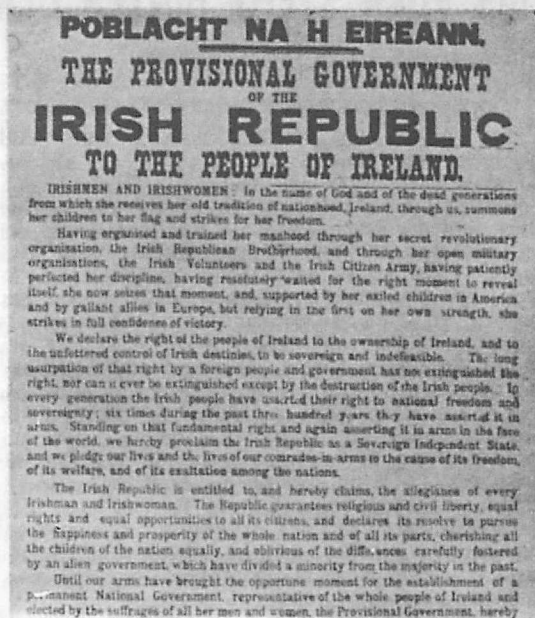 POBLACHT NA H EIREANN.
THE PROVISIONAL GOVERNMENT
OF THE
IRISH REPUBLIC
TO THE PEOPLE OF IRELAND.
IRISHMEN AND IRISHWOMEN: In the name of God and of the dead generations
from which she receives her old tradition of nationhood, Ireland, through us, summons
her children to her flag and strikes for her freedom.
Having organised and trained her manhood through her secret revolutionary
organisation, the Irish Republican Brotherhood, and through her open military
organisations, the Irish Volunteers and the Irish Citizen Army, having patiently
perfected her discipline, having resolutely waited for the right moment to reveal
itself, she now seizes that moment, and, supported by her exiled children in America
and by gallant allies in Europe, but relying in the first on her own strength, she
strikes in full confidence of victory.
We declare the right of the people of Ireland to the ownership of Ireland, and to
the unfettered control of Irish destinies, to be sovereign and indefeasible. The long
usurpation of that right by a foreign people and government has not extinguished the
right, nor can it ever be extinguished except by the destruction of the Irish people. In
every generation the Irish people have asserted their right to national freedom and
sovereignty; six times during the past three hundred years they have asserted it in
arms. Standing on that fundamental right and again asserting it in arms in the face
of the world, we hereby proclaim the Irish Republic as a Sovereign Independent State,
and we pledge our lives and the lives of our comrades-in-arms to the cause of its freedom,
of its welfare, and of its exaltation among the nations.
The Irish Republic is entitled to, and hereby claims, the allegiance of every
Irishman and Irishwoman. The Republic guarantees religious and civil liberty, equal
rights and equal opportunities to all its citizens, and declares its resolve to pursue
the happiness and prosperity of the whole nation and of all its parts, cherishing all
the children of the nation equally, and oblivious of the differences carefully fostered
by an alien government, which have divided a minority from the majority in the past.
Until our arms have brought the opportune moment for the establishment of a
permanent National Government, representative of the whole people of Ireland and
elected by the suffrages of all her men and women, the Provisional Government, hereby